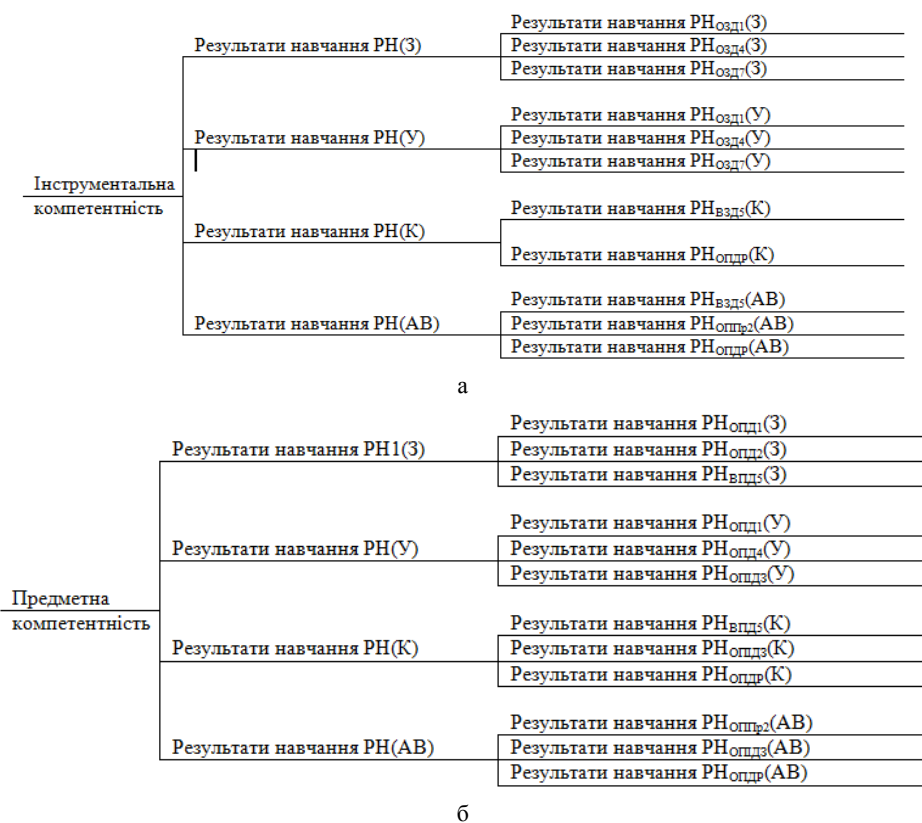 Результати навчання РНОЗД1(З)
Результати навчання РН(З)
Результати навчання РНОЗД4(З)
Результати навчання РНОЗД7(З)
Результати навчання РНОЗД1(У)
Результати навчання РН(У)
Результати навчання РНОЗД4(У)
Результати навчання РНОЗД7(У)
Інструментальна
компетентність
Результати навчання РНВЗД5(К)
Результати навчання РН(К)
Результати навчання РНОПДР(К)
Результати навчання РНВЗД5(АВ)
Результати навчання РН(АВ)
Результати навчання РНОППр2(АВ)
Результати навчання РНОПДР(АВ)
а
Результати навчання РНОПД1(З)
Результати навчання РН1(З)
Результати навчання РНОПД2(З)
Результати навчання РНВПД5(З)
Результати навчання РНОПД1(У)
Результати навчання РН(У)
Результати навчання РНОПД4(У)
Результати навчання РНОПДЗ(У)
Предметна
компетентність
Результати навчання РНВПД5(К)
Результати навчання РН(К)
Результати навчання РНОПДЗ(К)
Результати навчання РНОПДР(К)
Результати навчання РНОППр2(АВ)
Результати навчання РН(АВ)
Результати навчання РНОПДЗ(АВ)
Результати навчання РНОПДР(АВ)
б